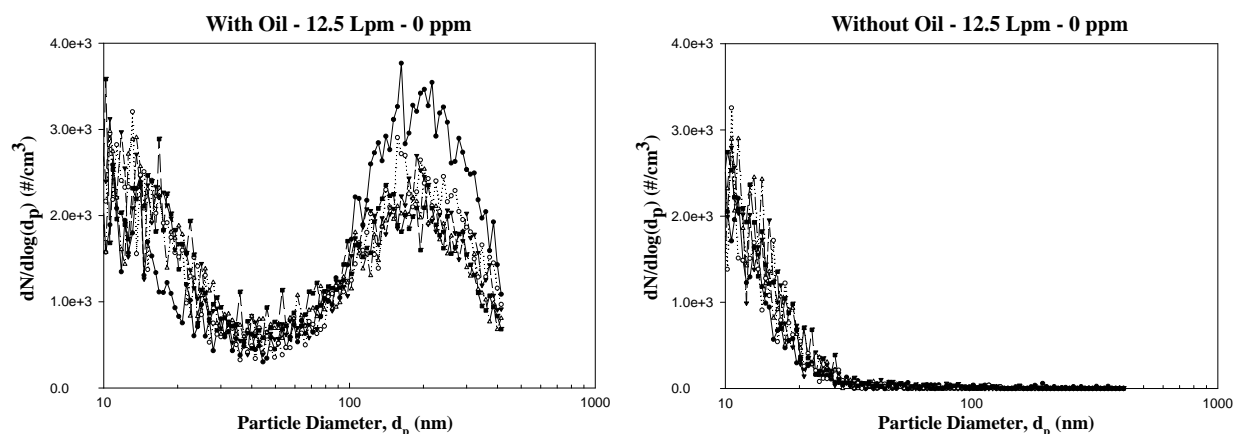 With Oil - 12.5 Lpm - 0 ppm
4.0e+3
3.0e+3
2.0e+3
1.0e+3
0.0
10
100
1000
dN/dlog(dp) (#/cm3)
Particle Diameter, dp (nm)
Without Oil - 12.5 Lpm - 0 ppm
4.0e+3
3.0e+3
2.0e+3
1.0e+3
0.0
10
100
1000
dN/dlog(dp) (#/cm3)
Particle Diameter, dp (nm)